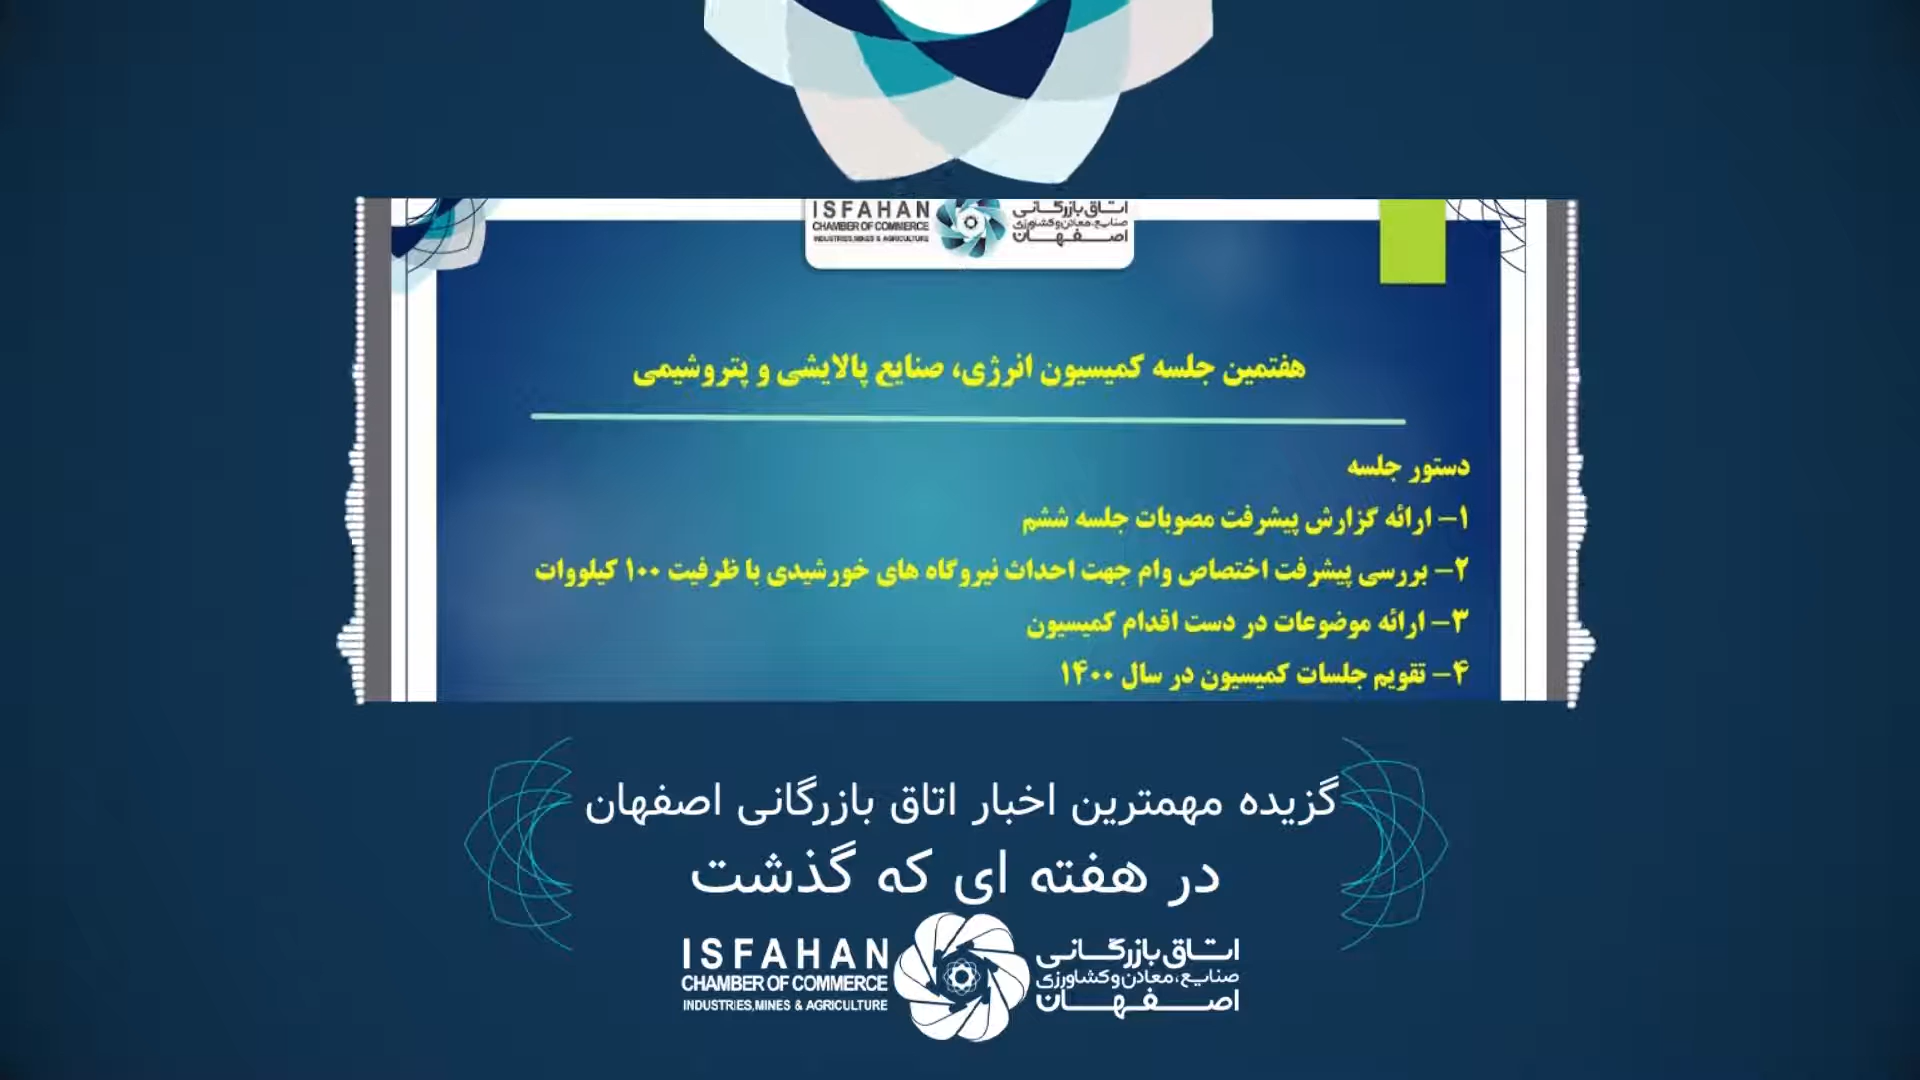 ISFAHAN
CHAMBER OF COMMERCE
INDUSTRIES, MINES & AGRICULTURE
اتاق بازرگانی
صنایع، معادن و کشاورزی
اصفهان
هفتمین جلسه کمیسیون انرژی، صنایع پالایشی و پتروشیمی
دستور جلسه
۱- ارائه گزارش پیشرفت مصوبات جلسه ششم
۲- بررسی پیشرفت اختصاص وام جهت احداث نیروگاه های خورشیدی با ظرفیت ۱۰۰ کیلووات
۳- ارائه موضوعات در دست اقدام کمیسیون
۴- تقویم جلسات کمیسیون در سال ۱۴۰۰
گزیده مهمترین اخبار اتاق بازرگانی اصفهان
در هفته ای که گذشت
ISFAHAN
CHAMBER OF COMMERCE
INDUSTRIES,MINES & AGRICULTURE
اتاق بازرگانی
صنایع، معادن و کشاورزی
اصفهان